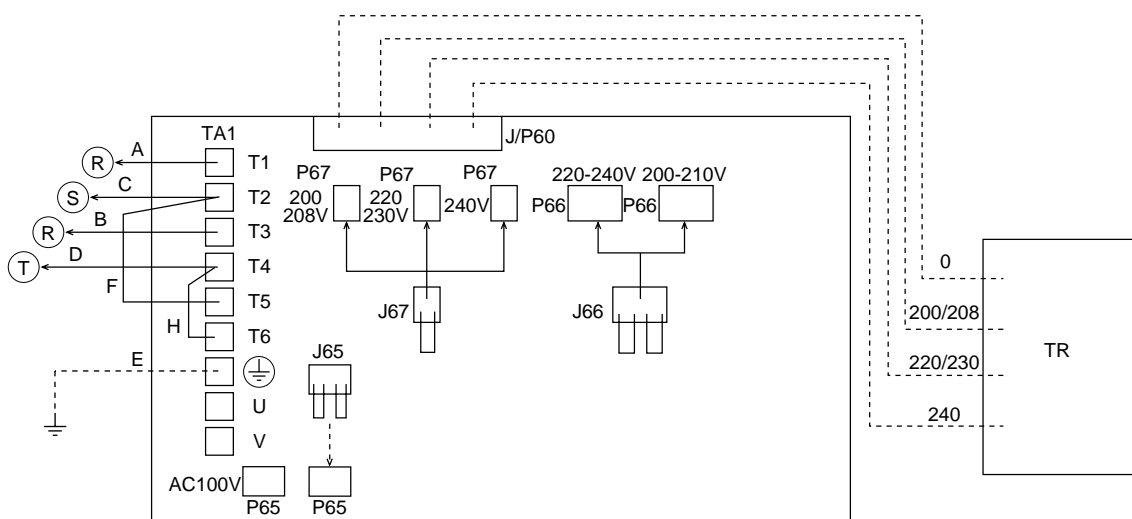 TA1
J/P60
R
A
T1
P67
P67
P67
220-240V
200-210V
S
C
T2
200
208V
220
230V
240V
P66
P66
R
B
T3
T
D
T4
0
F
T5
J67
J66
200/208
H
T6
J65
TR
E
220/230
U
240
V
AC100V
P65
P65